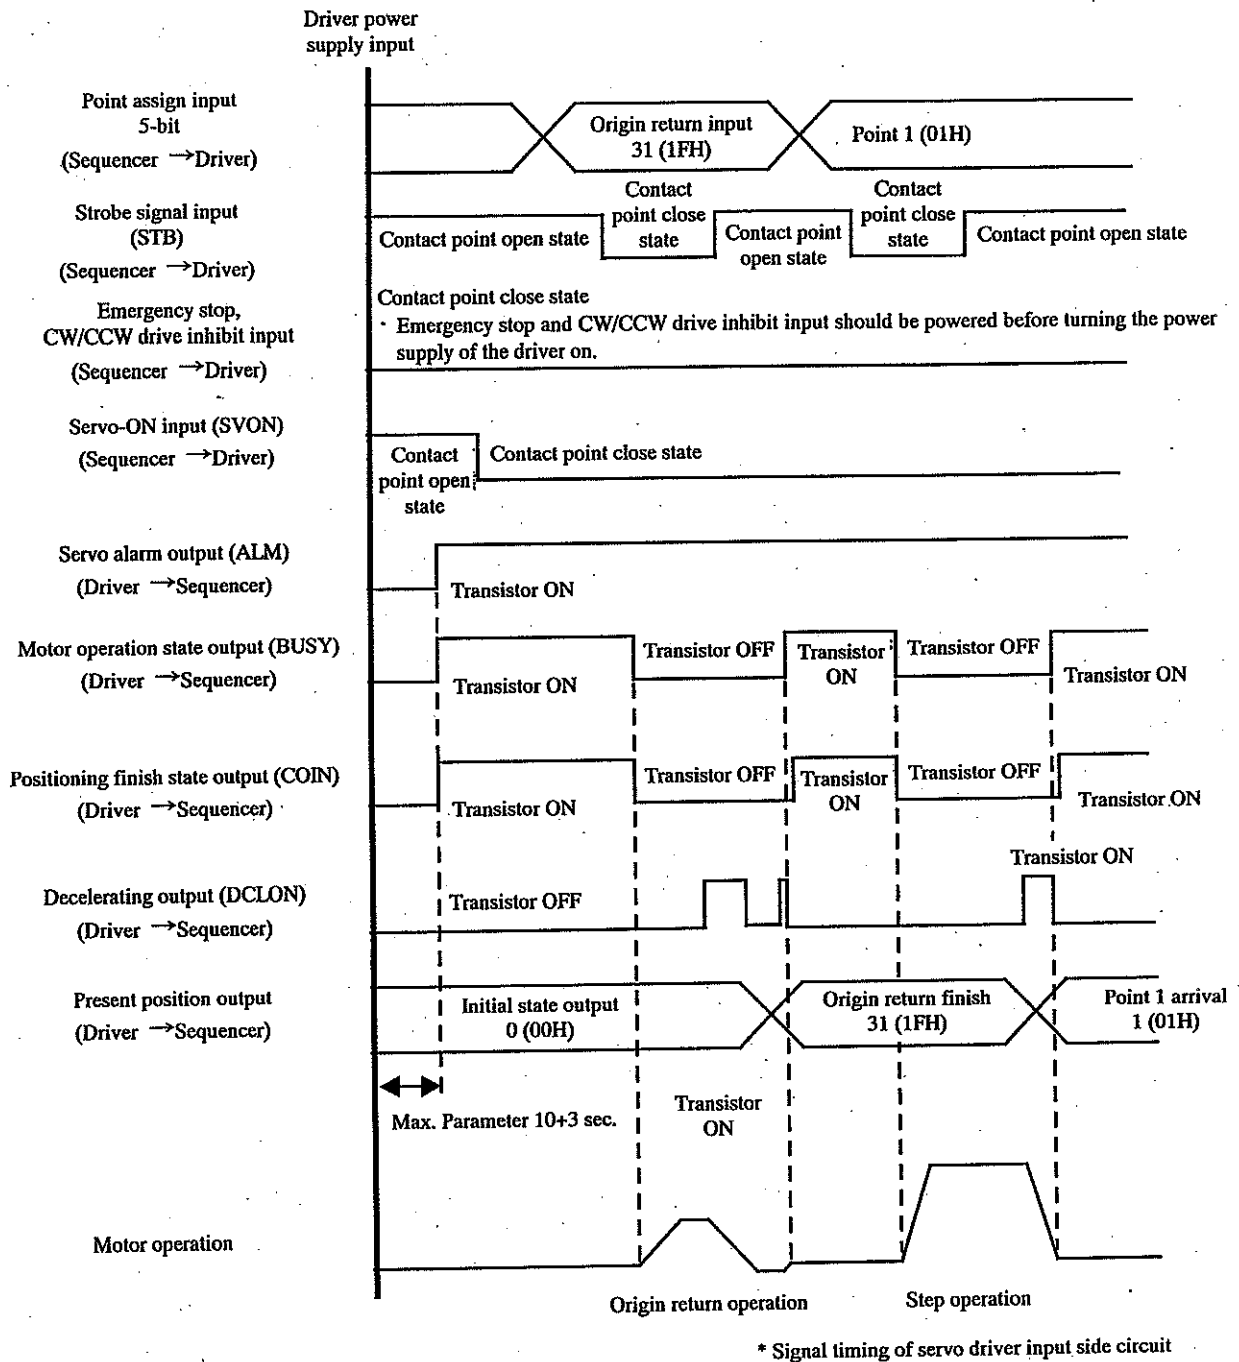 Driver power
supply input
Point assign input
5-bit
(Sequencer →Driver)
Origin return input
31 (1FH)
Point 1 (01H)
Strobe signal input
(STB)
(Sequencer →Driver)
Contact point open state
Contact
point close
state
Contact point
open state
Contact
point close
state
Contact point open state
Emergency stop,
CW/CCW drive inhibit input
(Sequencer →Driver)
Contact point close state
· Emergency stop and CW/CCW drive inhibit input should be powered before turning the power
supply of the driver on.
Servo-ON input (SVON)
(Sequencer →Driver)
Contact
point open
state
Contact point close state
Servo alarm output (ALM)
(Driver →Sequencer)
Transistor ON
Motor operation state output (BUSY)
(Driver →Sequencer)
Transistor ON
Transistor OFF
Transistor
ON
Transistor OFF
Transistor ON
Positioning finish state output (COIN)
(Driver →Sequencer)
Transistor ON
Transistor OFF
Transistor
ON
Transistor OFF
Transistor ON
Transistor ON
Decelerating output (DCLON)
(Driver →Sequencer)
Transistor OFF
Present position output
(Driver →Sequencer)
Initial state output
0 (00H)
Origin return finish
31 (1FH)
Point 1 arrival
1 (01H)
Max. Parameter 10+3 sec.
Transistor
ON
Motor operation
Origin return operation
Step operation
* Signal timing of servo driver input side circuit